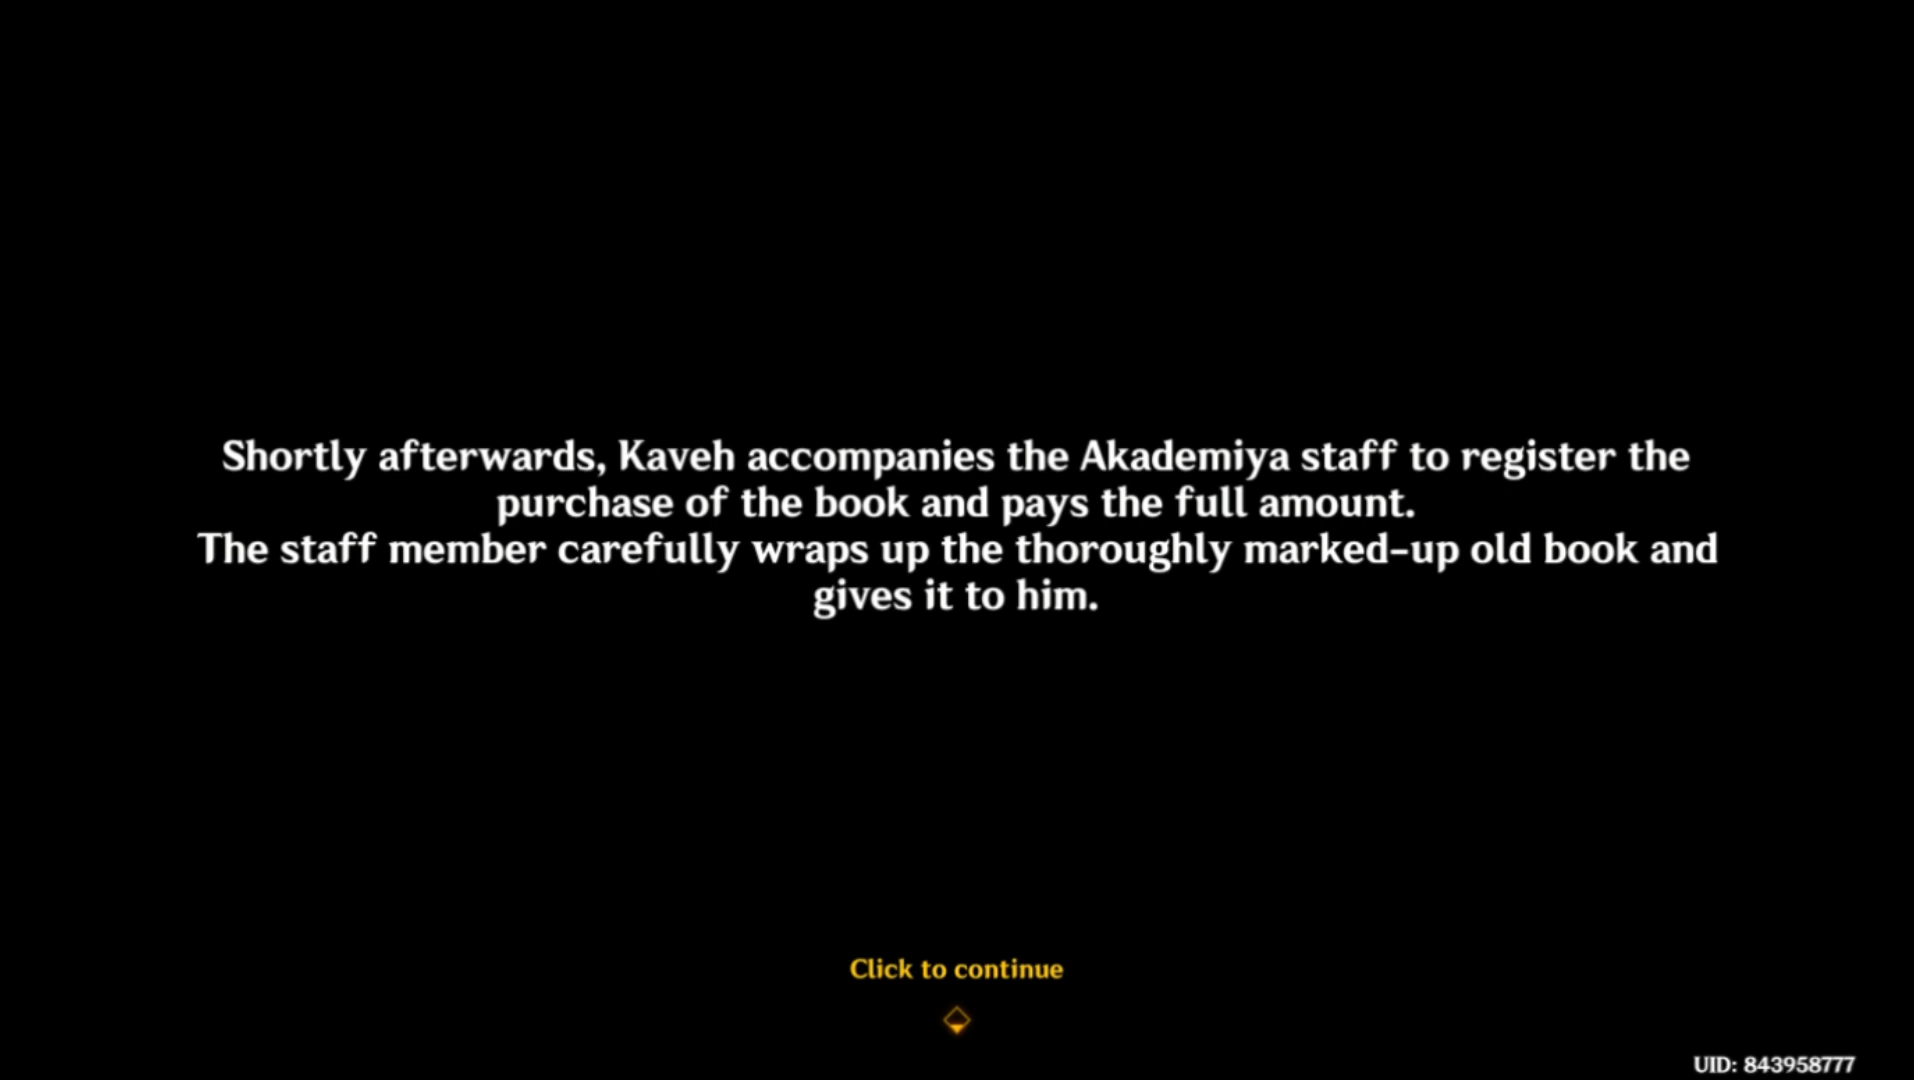 Shortly afterwards, Kaveh accompanies the Akademiya staff to register the
purchase of the book and pays the full amount.
The staff member carefully wraps up the thoroughly marked-up old book and
gives it to him.
Click to continue
UID: 843958777